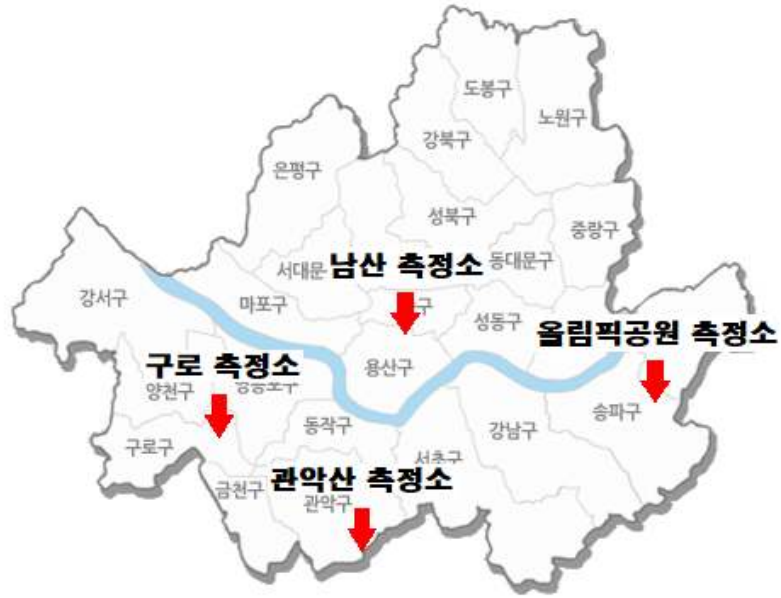 도봉구
노원구
강북구
은평구
성북구
중랑구
서대문
남산 측정소
동대문구
강서구
마포구
구
성동구
올림픽공원 측정소
구로 측정소
용산구
양천구
송파구
동작구
강남구
구로구
서초구
관악산 측정소
금천구
관악구